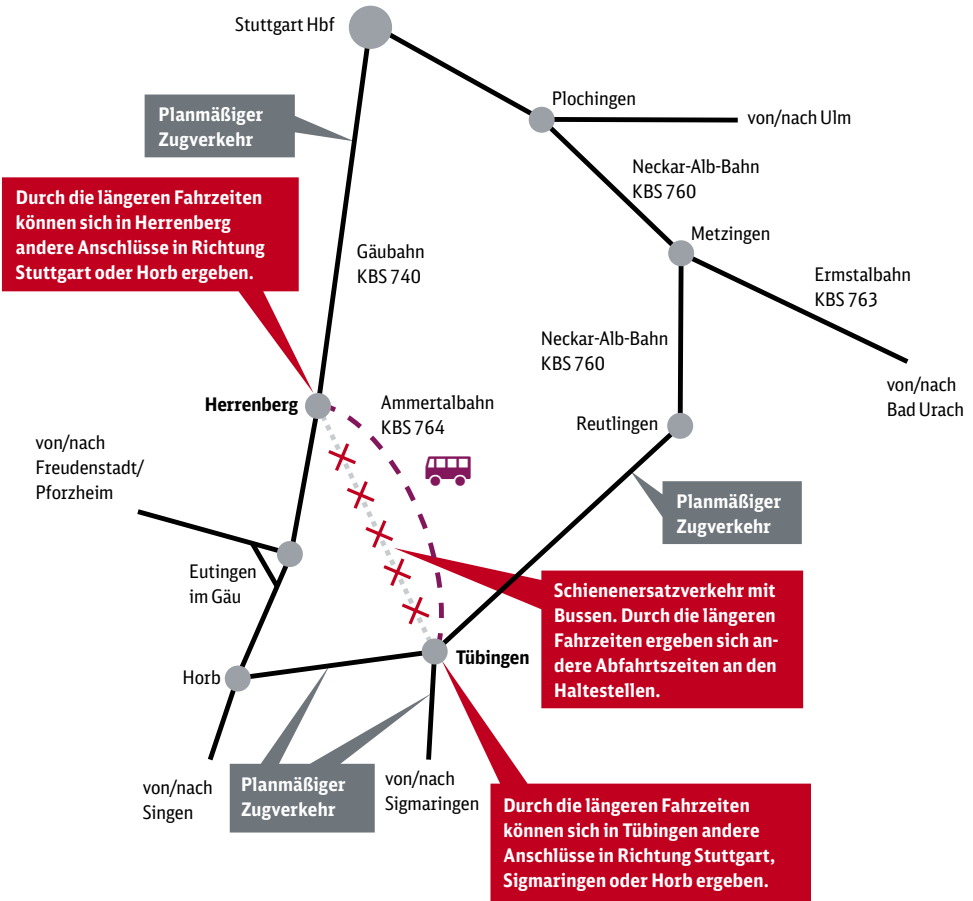 Stuttgart Hbf
Plochingen
von/nach Ulm
Planmäßiger
Zugverkehr
Neckar-Alb-Bahn
KBS 760
Durch die längeren Fahrzeiten
können sich in Herrenberg
andere Anschlüsse in Richtung
Stuttgart oder Horb ergeben.
Metzingen
Gäubahn
KBS 740
Ermstalbahn
KBS 763
Neckar-Alb-Bahn
KBS 760
von/nach
Bad Urach
Herrenberg
Ammertalbahn
KBS 764
Reutlingen
von/nach
Freudenstadt/
Pforzheim
Planmäßiger
Zugverkehr
Eutingen
im Gäu
Schienenersatzverkehr mit
Bussen. Durch die längeren
Fahrzeiten ergeben sich an-
dere Abfahrtszeiten an den
Haltestellen.
Tübingen
Horb
von/nach
Singen
Planmäßiger
Zugverkehr
von/nach
Sigmaringen
Durch die längeren Fahrzeiten
können sich in Tübingen andere
Anschlüsse in Richtung Stuttgart,
Sigmaringen oder Horb ergeben.